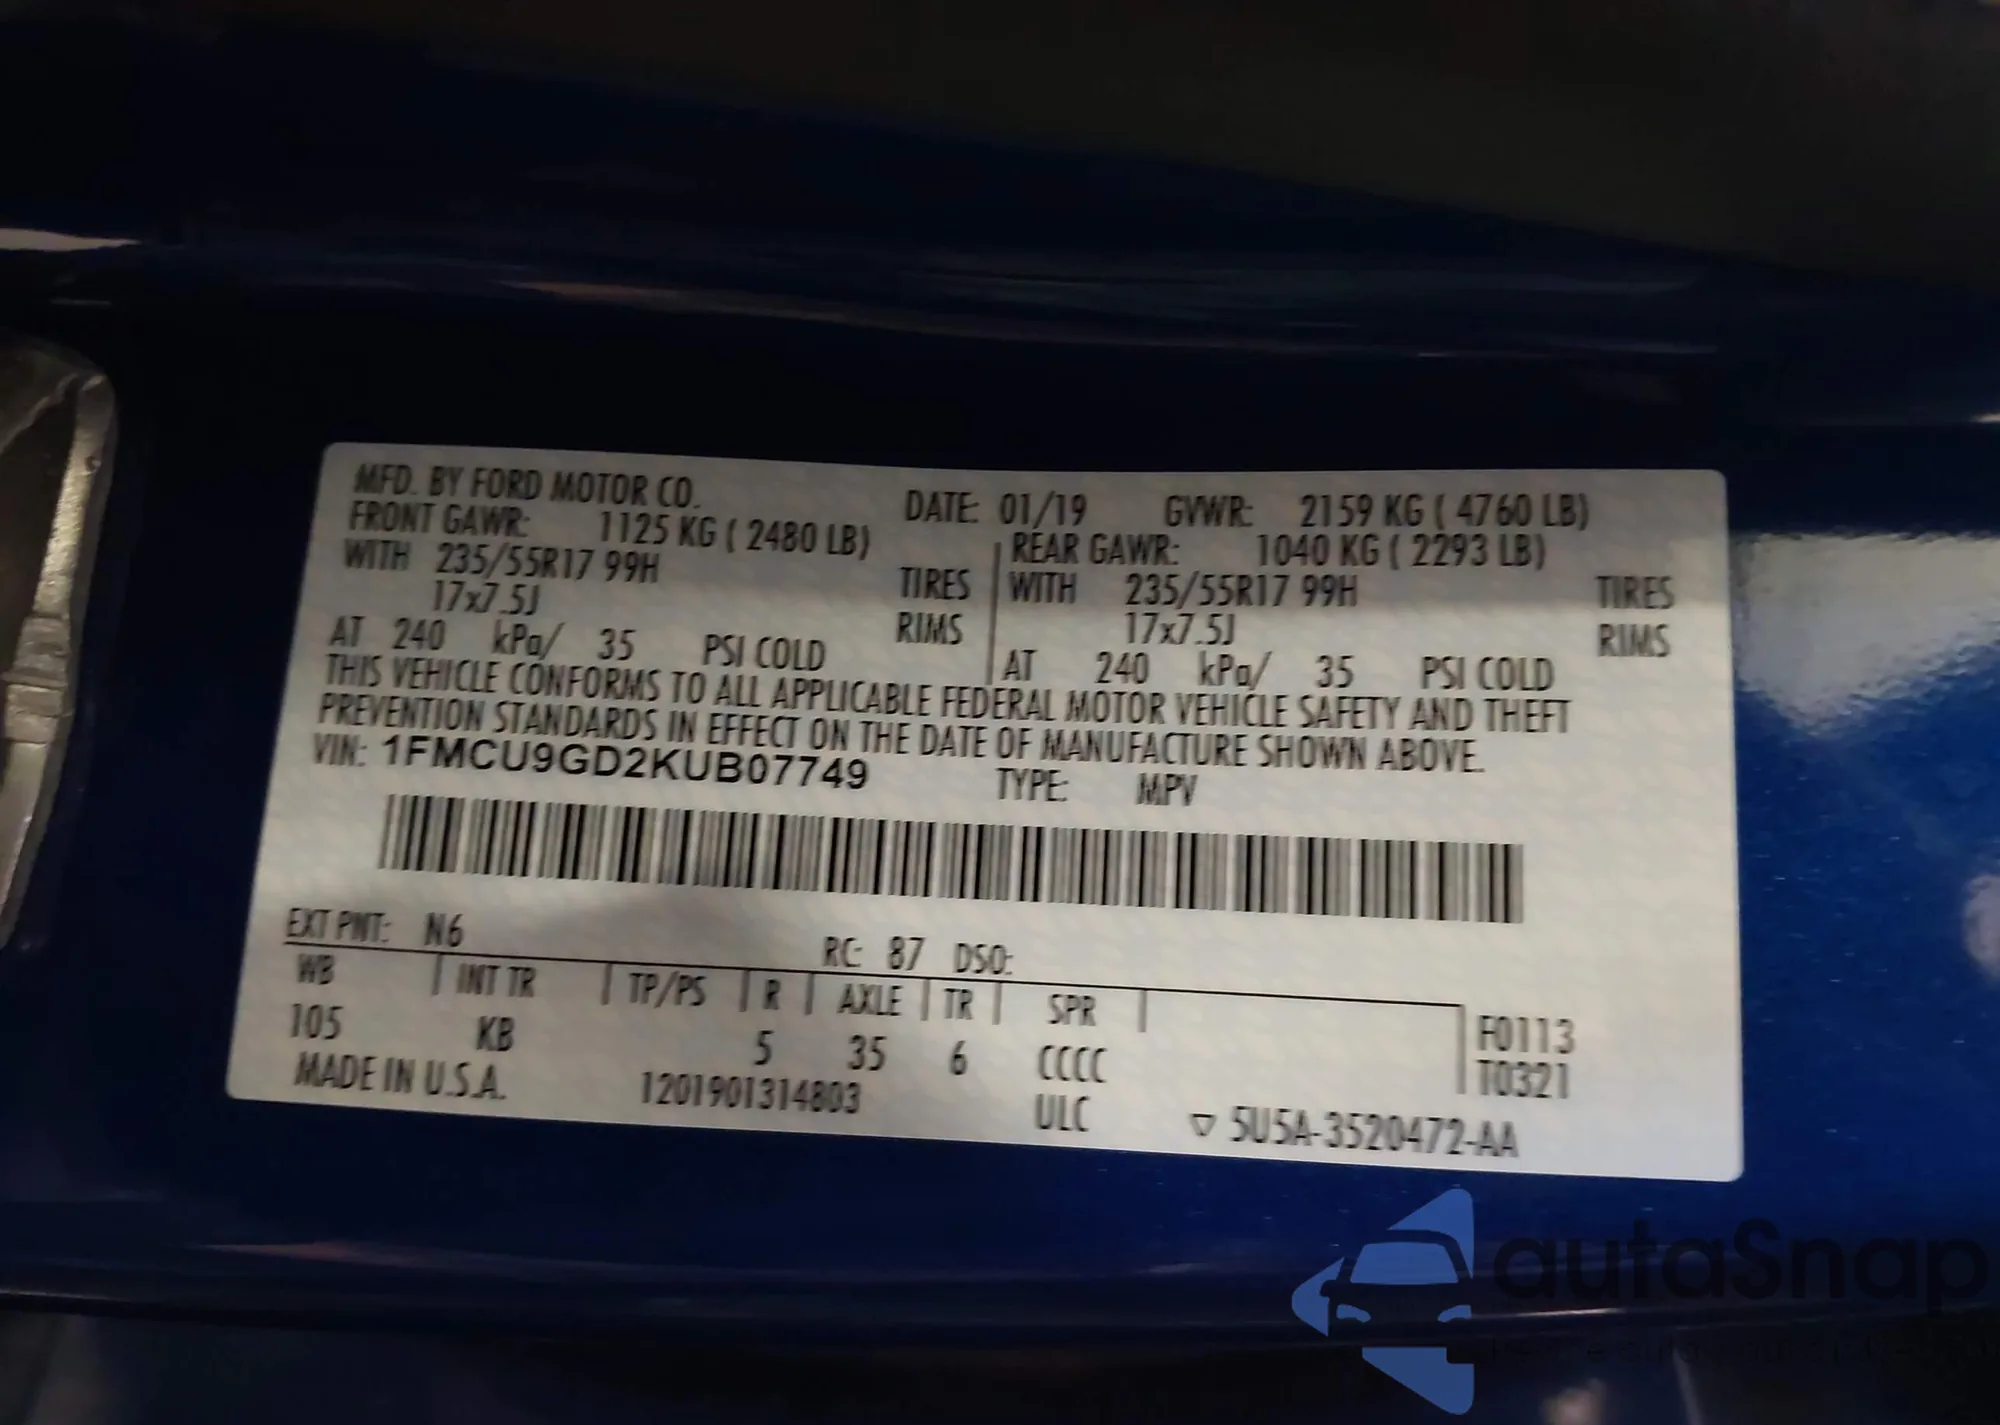 MFD. BY FORD MOTOR CO. DATE: 01/19 GVWR: 2159 KG ( 4760 LB)
FRONT GAWR: 1125 KG ( 2480 LB) REAR GAWR: 1040 KG ( 2293 LB)
WITH 235/55R17 99H TIRES WITH 235/55R17 99H TIRES
17x7.5J RIMS 17x7.5J RIMS
AT 240 kPa/ 35 PSI COLD AT 240 kPa/ 35 PSI COLD
THIS VEHICLE CONFORMS TO ALL APPLICABLE FEDERAL MOTOR VEHICLE SAFETY AND THEFT
PREVENTION STANDARDS IN EFFECT ON THE DATE OF MANUFACTURE SHOWN ABOVE.
VIN: 1FMCU9GD2KUB07749 TYPE: MPV
EXT PNT: N6 RC: 87 DSO:
WB INT TR TP/PS R AXLE TR SPR
105 KB 5 35 6 CCCC F0113
T0321
MADE IN U.S.A. 1201901314803 ULC ▽ 5U5A-3520472-AA
autaSnap